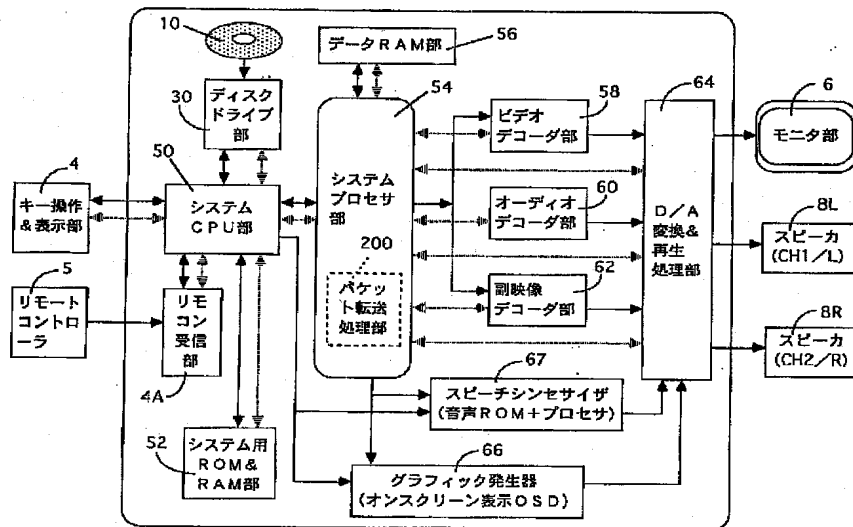 10
データRAM部
56
ディスク
ドライブ
部
30
54
64
ビデオ
デコーダ部
58
6
モニタ部
50
4
キー操作
&表示部
システム
CPU部
システム
プロセサ
部
オーディオ
デコーダ部
60
D/A
変換&
再生
処理部
8L
スピーカ
(CH1/L)
5
リモート
コントロ
ーラ
200
パケッ
ト転送
処理部
副映像
デコーダ部
62
リモ
コン
受信
部
4A
8R
スピーカ
(CH2/R)
67
スピーチシンセサイザ
(音声ROM+プロセサ)
52
システム用
ROM&
RAM部
66
グラフィック発生器
(オンスクリーン表示OSD)